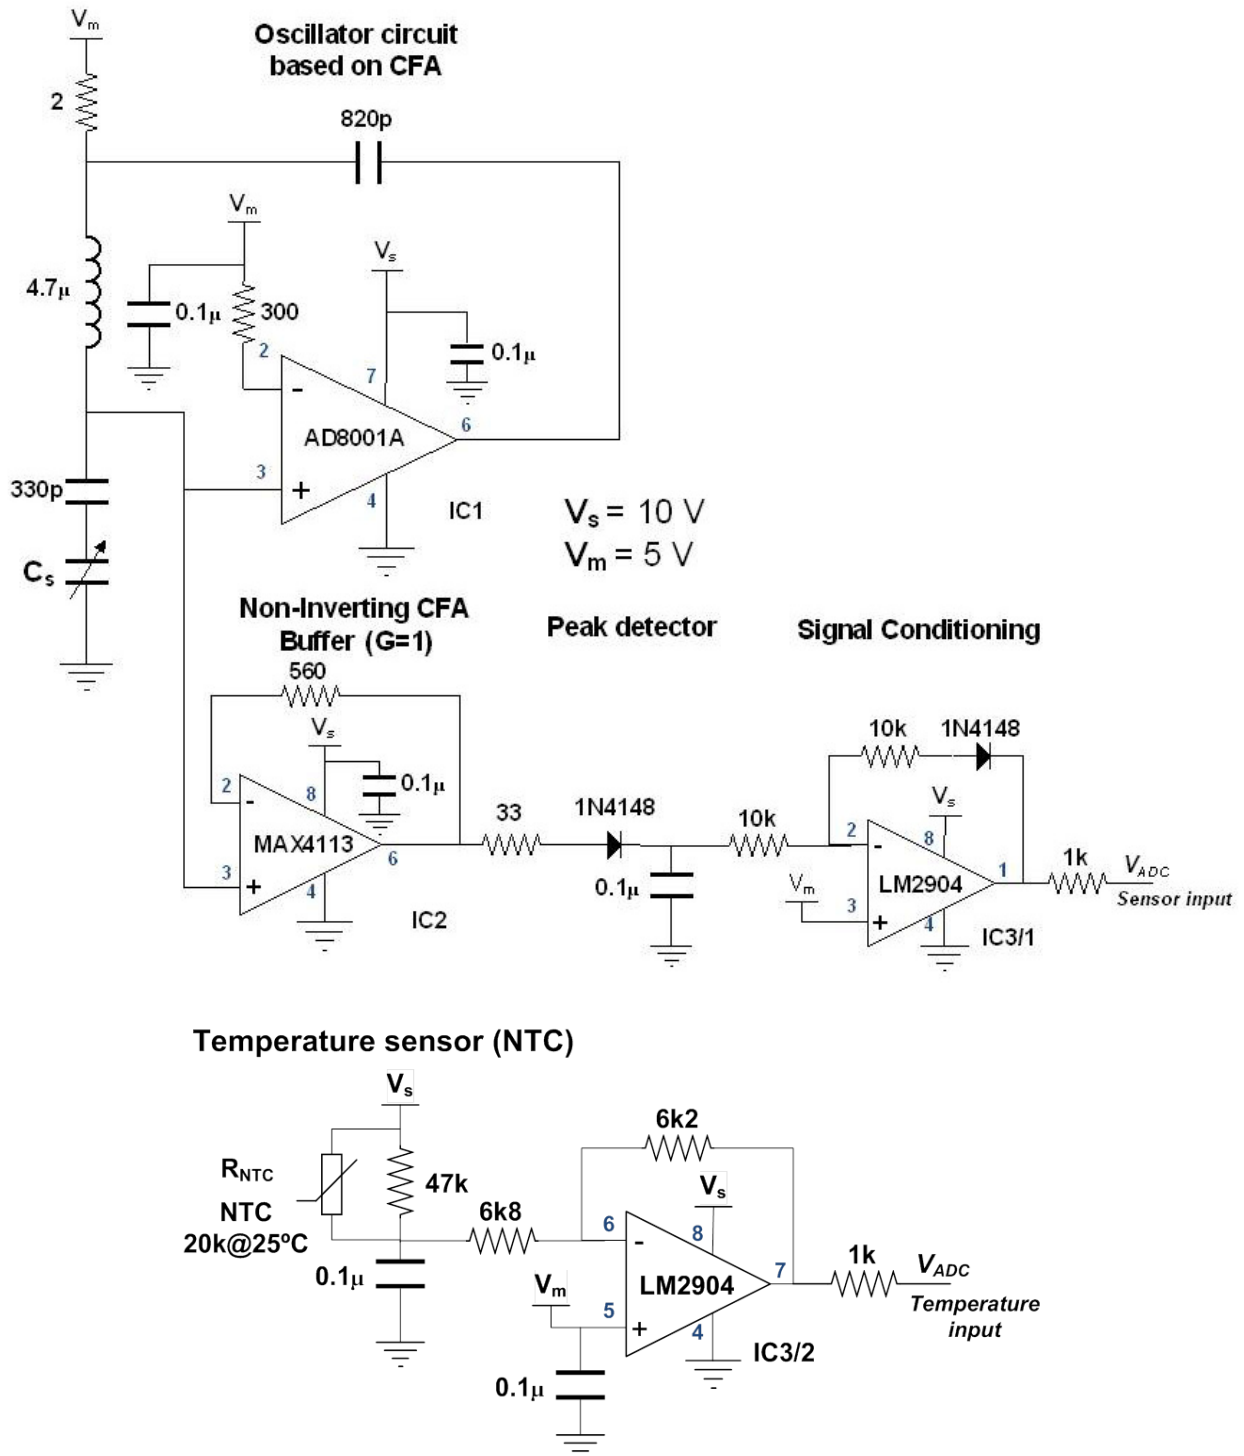 Vm
Oscillator circuit
based on CFA
2
820p
Vm
Vs
4.7µ
0.1µ
300
0.1µ
2
7
-
AD8001A
6
3
+
4
330p
IC1
Vs = 10 V
Vm = 5 V
Cs
Non-Inverting CFA
Buffer (G=1)
Peak detector
Signal Conditioning
560
Vs
10k
1N4148
2
8
0.1µ
-
33
1N4148
10k
Vs
2
8
-
MAX4113
6
0.1µ
Vm
LM2904
1
1k
VADC
Sensor input
3
+
4
IC2
3
+
4
IC3/1
Temperature sensor (NTC)
Vs
6k2
RNTC
47k
NTC
20k@25ºC
6k8
Vs
6
8
-
0.1µ
Vm
LM2904
7
1k
VADC
Temperature
input
5
+
4
IC3/2
0.1µ